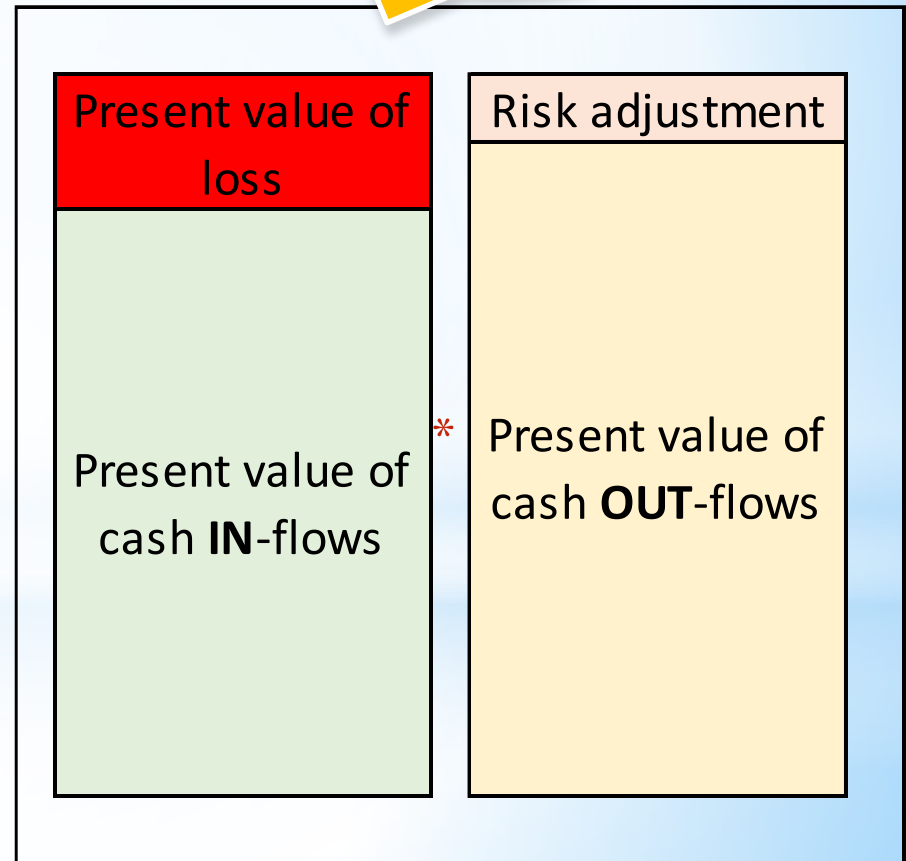 Present value of
loss
Present value of
cash IN-flows
*
Risk adjustment
Present value of
cash OUT-flows